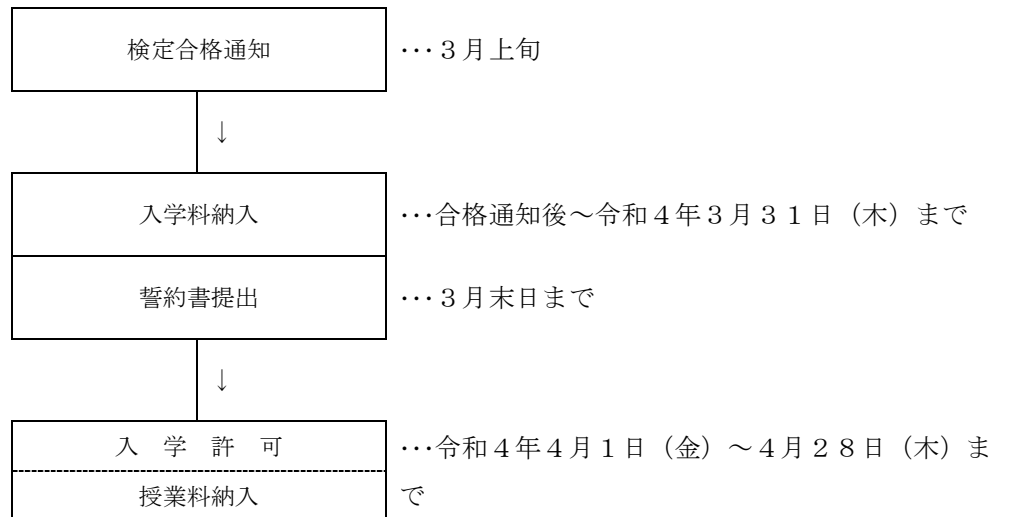 検定合格通知 ･･･３月上旬
↓
入学料納入 ･･･合格通知後～令和４年３月３１日（木）まで
誓約書提出 ･･･３月末日まで
↓
入　学　許　可 ･･･令和４年４月１日（金）～４月２８日（木）ま
授業料納入 で